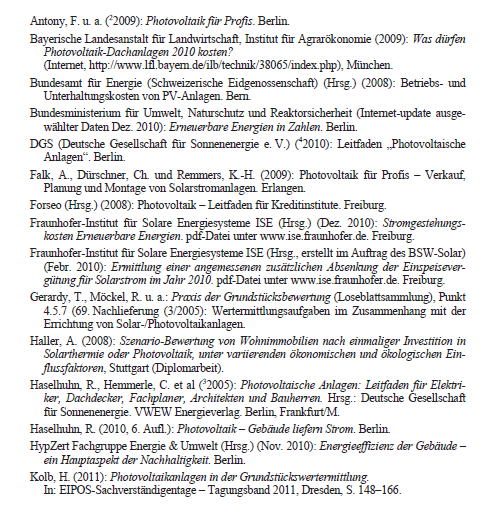 Antony, F. u. a. (²2009): Photovoltaik für Profis. Berlin.
Bayerische Landesanstalt für Landwirtschaft, Institut für Agrarökonomie (2009): Was dürfen
Photovoltaik-Dachanlagen 2010 kosten?
(Internet, http://www.lfl.bayern.de/ilb/technik/38065/index.php), München.
Bundesamt für Energie (Schweizerische Eidgenossenschaft) (Hrsg.) (2008): Betriebs- und
Unterhaltungskosten von PV-Anlagen. Bern.
Bundesministerium für Umwelt, Naturschutz und Reaktorsicherheit (Internet-update ausge-
wählter Daten Dez. 2010): Erneuerbare Energien in Zahlen. Berlin.
DGS (Deutsche Gesellschaft für Sonnenenergie e. V.) (⁴2010): Leitfaden „Photovoltaische
Anlagen“. Berlin.
Falk, A., Dürschner, Ch. und Remmers, K.-H. (2009): Photovoltaik für Profis – Verkauf,
Planung und Montage von Solarstromanlagen. Erlangen.
Forseo (Hrsg.) (2008): Photovoltaik – Leitfaden für Kreditinstitute. Freiburg.
Fraunhofer-Institut für Solare Energiesysteme ISE (Hrsg.) (Dez. 2010): Stromgestehungs-
kosten Erneuerbare Energien. pdf-Datei unter www.ise.fraunhofer.de. Freiburg.
Fraunhofer-Institut für Solare Energiesysteme ISE (Hrsg., erstellt im Auftrag des BSW-Solar)
(Febr. 2010): Ermittlung einer angemessenen zusätzlichen Absenkung der Einspeisever-
gütung für Solarstrom im Jahr 2010. pdf-Datei unter www.ise.fraunhofer.de. Freiburg.
Gerardy, T., Möckel, R. u. a.: Praxis der Grundstücksbewertung (Loseblattsammlung), Punkt
4.5.7 (69. Nachlieferung (3/2005): Wertermittlungsaufgaben im Zusammenhang mit der
Errichtung von Solar-/Photovoltaikanlagen.
Haller, A. (2008): Szenario-Bewertung von Wohnimmobilien nach einmaliger Investition in
Solarthermie oder Photovoltaik, unter variierenden ökonomischen und ökologischen Ein-
flussfaktoren, Stuttgart (Diplomarbeit).
Haselhuhn, R., Hemmerle, C. et al (³2005): Photovoltaische Anlagen: Leitfaden für Elektri-
ker, Dachdecker, Fachplaner, Architekten und Bauherren. Hrsg.: Deutsche Gesellschaft
für Sonnenenergie. VWEW Energieverlag. Berlin, Frankfurt/M.
Haselhuhn, R. (2010, 6. Aufl.): Photovoltaik – Gebäude liefern Strom. Berlin.
HypZert Fachgruppe Energie & Umwelt (Hrsg.) (Nov. 2010): Energieeffizienz der Gebäude –
ein Hauptaspekt der Nachhaltigkeit. Berlin.
Kolb, H. (2011): Photovoltaikanlagen in der Grundstückswertermittlung.
In: EIPOS-Sachverständigentage – Tagungsband 2011, Dresden, S. 148–166.